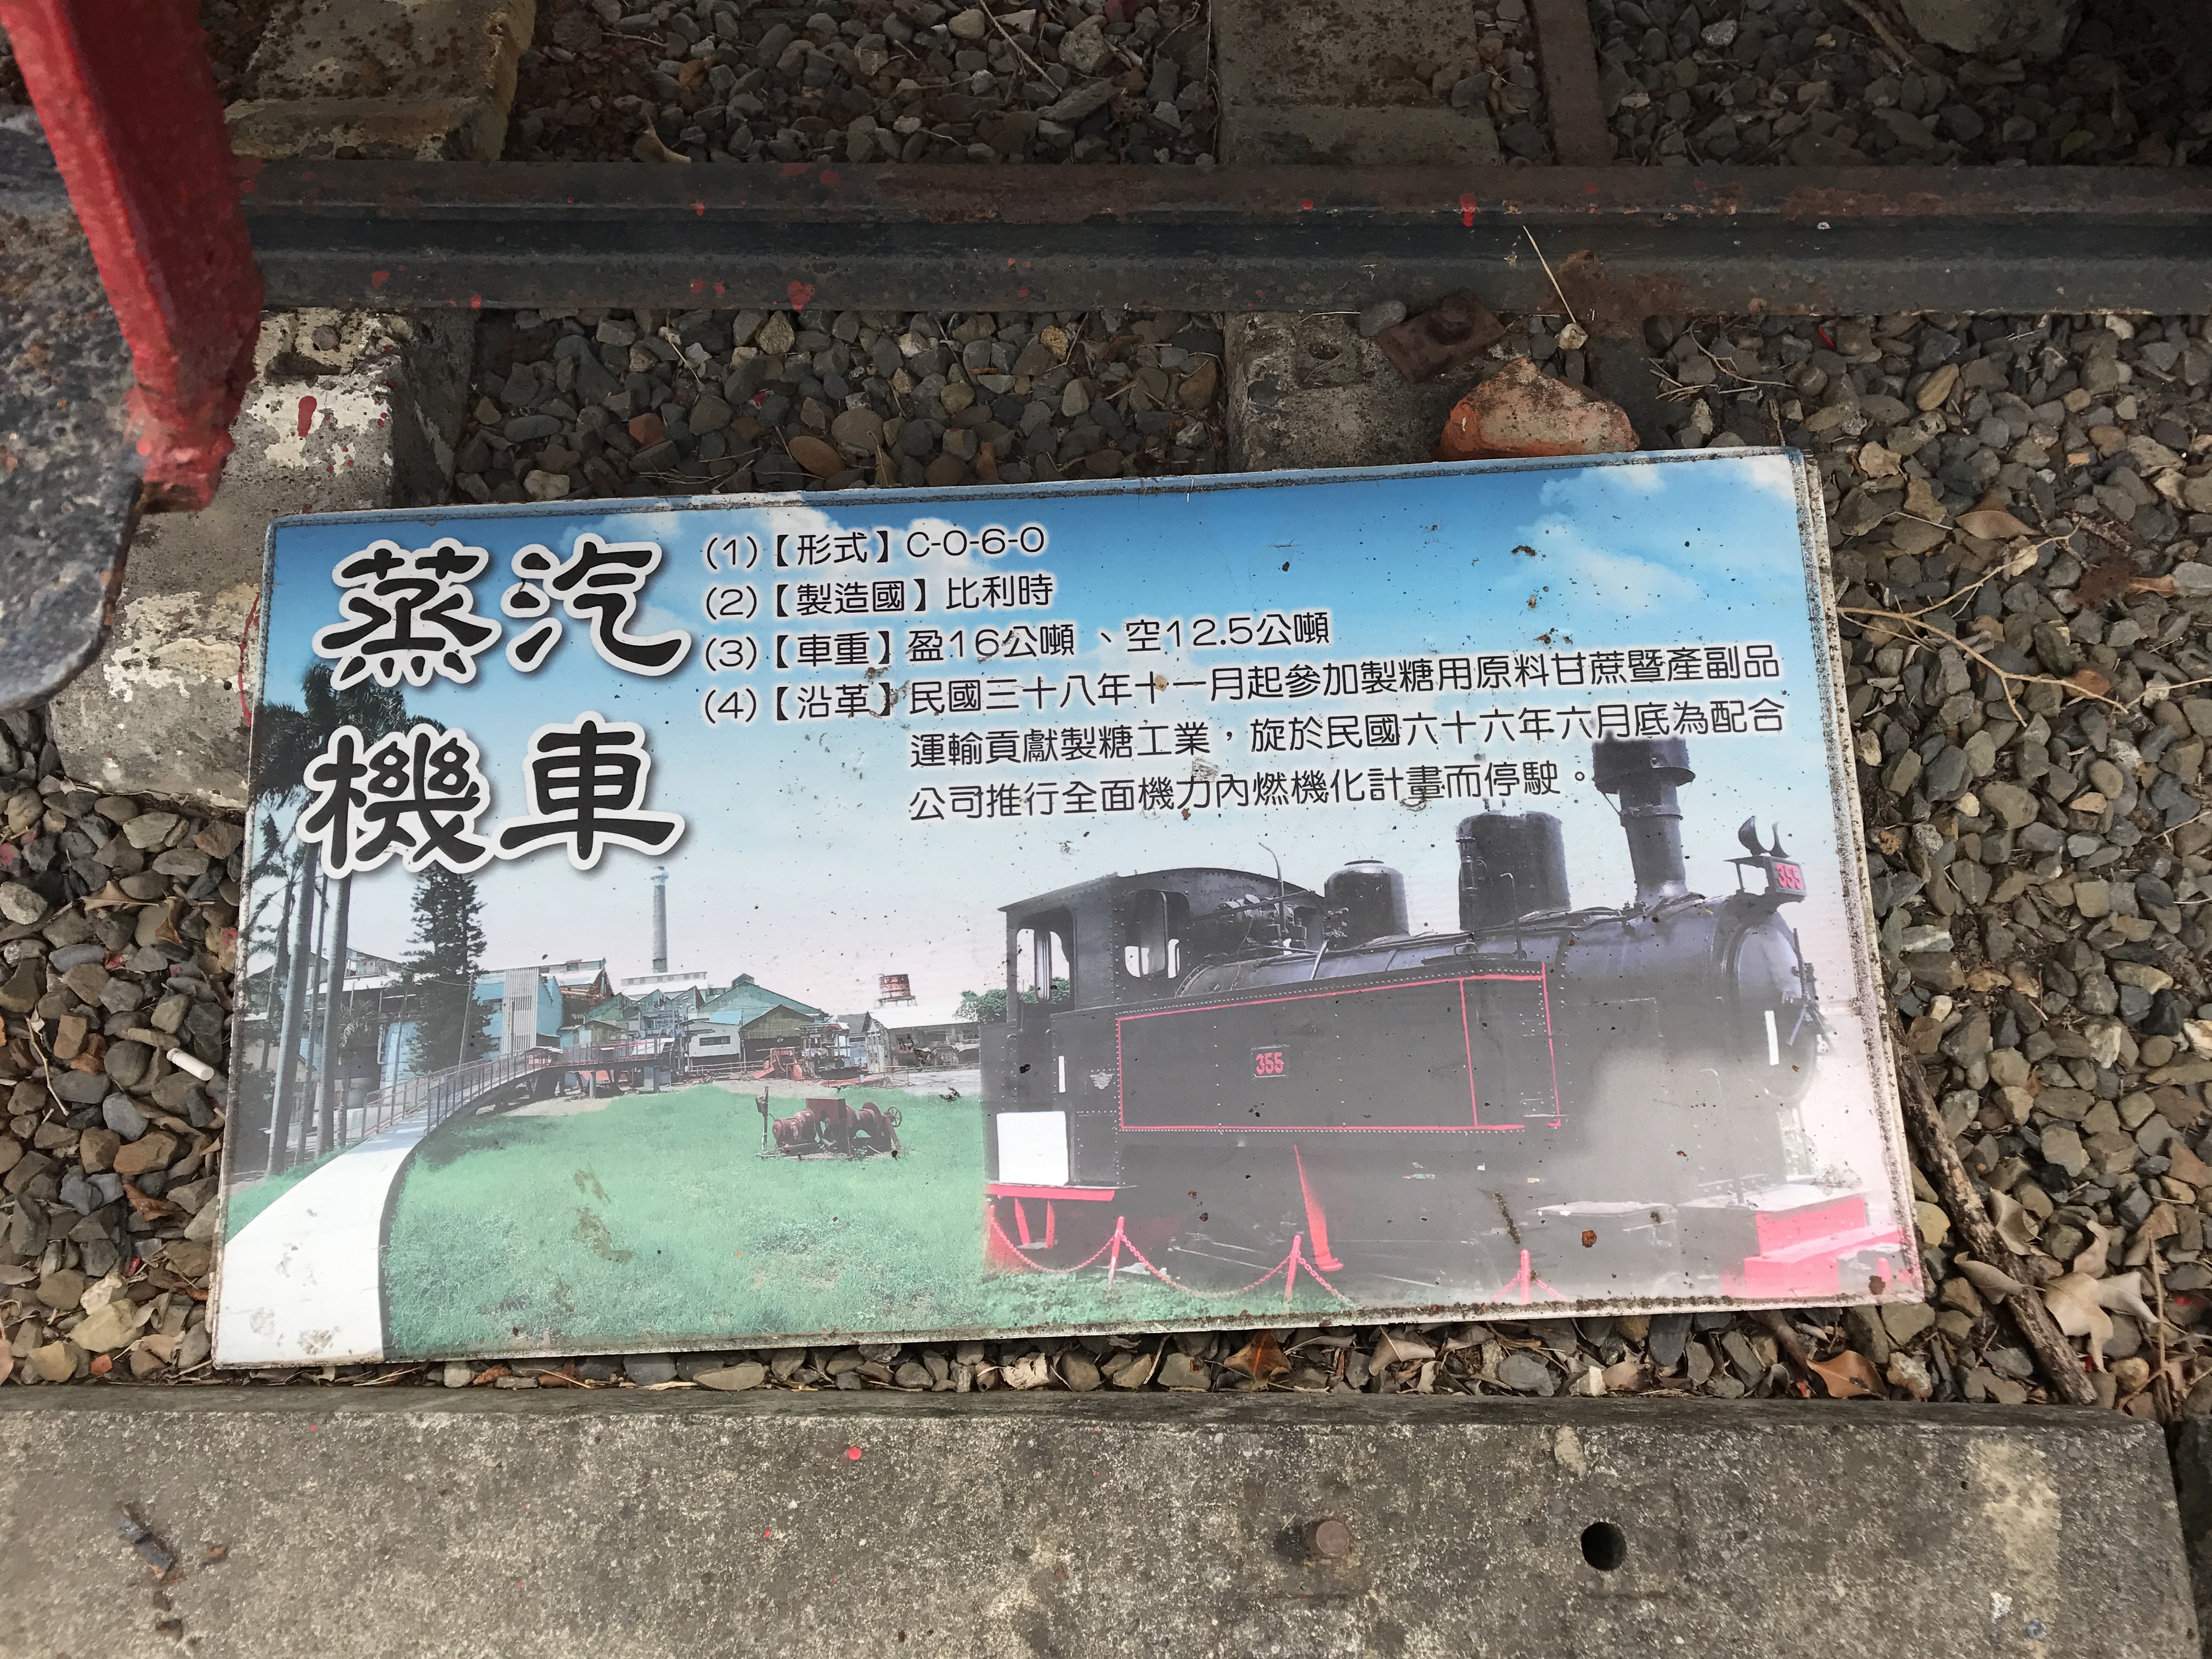 蒸汽
機車
(1)【形式】C-0-6-0
(2)【製造國】比利時
(3)【車重】盈16公噸、空12.5公噸
(4)【沿革】民國三十八年十一月起參加製糖用原料甘蔗暨產副品
運輸貢獻製糖工業，旋於民國六十六年六月底為配合
公司推行全面機力內燃機化計畫而停駛。
355
355